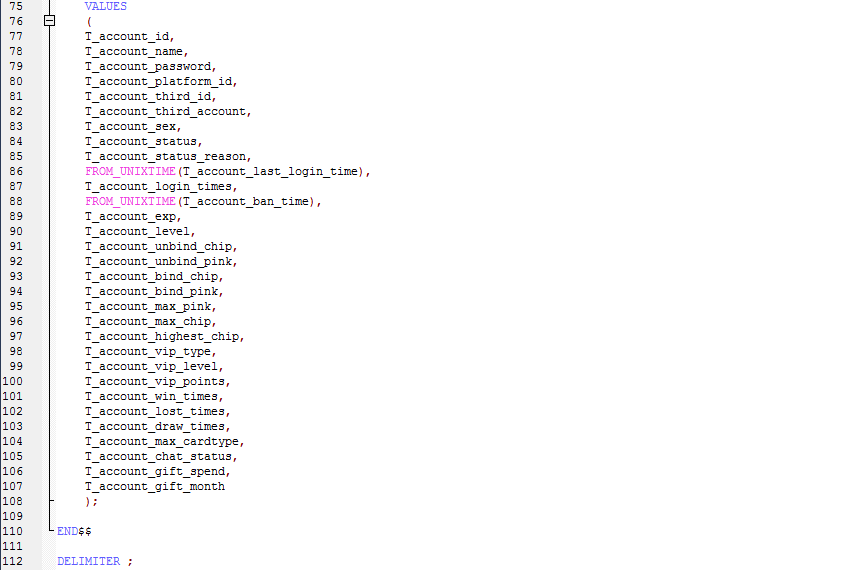 75 VALUES
76 (
77 T_account_id,
78 T_account_name,
79 T_account_password,
80 T_account_platform_id,
81 T_account_third_id,
82 T_account_third_account,
83 T_account_sex,
84 T_account_status,
85 T_account_status_reason,
86 FROM_UNIXTIME(T_account_last_login_time),
87 T_account_login_times,
88 FROM_UNIXTIME(T_account_ban_time),
89 T_account_exp,
90 T_account_level,
91 T_account_unbind_chip,
92 T_account_unbind_pink,
93 T_account_bind_chip,
94 T_account_bind_pink,
95 T_account_max_pink,
96 T_account_max_chip,
97 T_account_highest_chip,
98 T_account_vip_type,
99 T_account_vip_level,
100 T_account_vip_points,
101 T_account_win_times,
102 T_account_lost_times,
103 T_account_draw_times,
104 T_account_max_cardtype,
105 T_account_chat_status,
106 T_account_gift_spend,
107 T_account_gift_month
108 );
109
110 END$$
111
112 DELIMITER ;